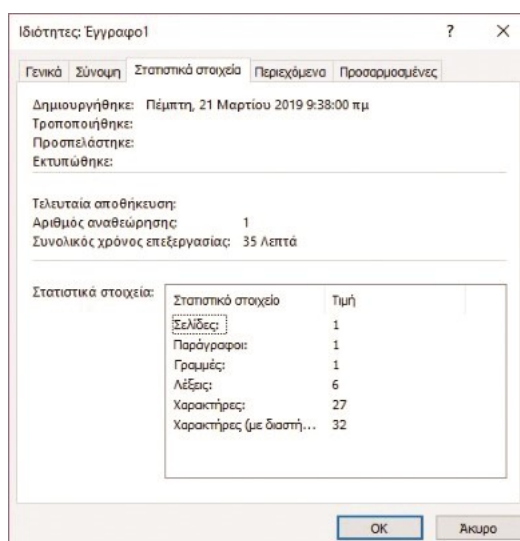 Ιδιότητες: Έγγραφο1 ? ×
Γενικά Σύνοψη Στατιστικά στοιχεία Περιεχόμενα Προσαρμοσμένες
Δημιουργήθηκε: Πέμπτη, 21 Μαρτίου 2019 9:38:00 πμ
Τροποποιήθηκε:
Προσπελάστηκε:
Εκτυπώθηκε:
Τελευταία αποθήκευση:
Αριθμός αναθεώρησης: 1
Συνολικός χρόνος επεξεργασίας: 35 Λεπτά
Στατιστικά στοιχεία:
Στατιστικό στοιχείο Τιμή
Σελίδες: 1
Παράγραφοι: 1
Γραμμές: 1
Λέξεις: 6
Χαρακτήρες: 27
Χαρακτήρες (με διαστή... 32
OK Άκυρο